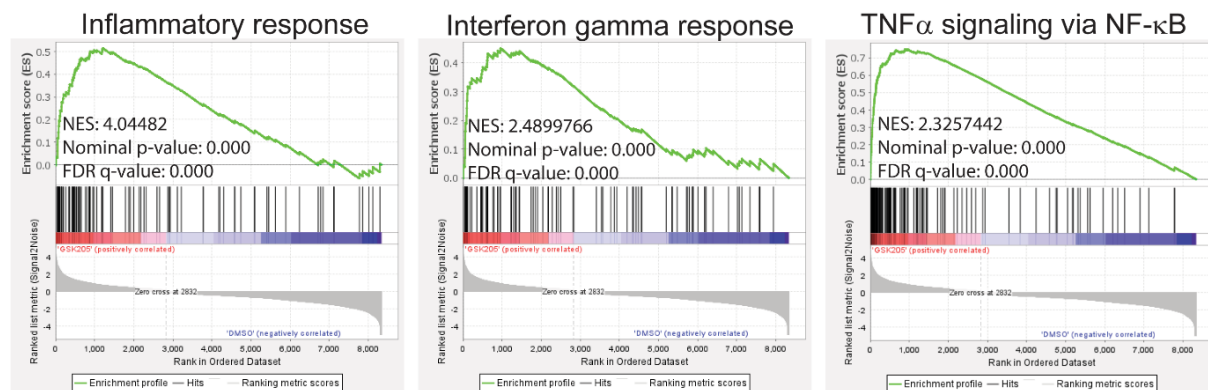 Inflammatory response
Enrichment score (ES)
0.5
0.4
0.3
0.2
0.1
0.0
NES: 4.04482
Nominal p-value: 0.000
FDR q-value: 0.000
'GSK205' (positively correlated)
Ranked list metric (Signal2Noise)
4
2
0
-2
-4
Zero cross at 2832
'DMSO' (negatively correlated)
0 1,000 2,000 3,000 4,000 5,000 6,000 7,000 8,000
Rank in Ordered Dataset
Enrichment profile Hits Ranking metric scores
Interferon gamma response
Enrichment score (ES)
0.4
0.3
0.2
0.1
0.0
NES: 2.4899766
Nominal p-value: 0.000
FDR q-value: 0.000
'GSK205' (positively correlated)
Ranked list metric (Signal2Noise)
4
2
0
-2
-4
Zero cross at 2832
'DMSO' (negatively correlated)
0 1,000 2,000 3,000 4,000 5,000 6,000 7,000 8,000
Rank in Ordered Dataset
Enrichment profile Hits Ranking metric scores
TNFα signaling via NF-κB
Enrichment score (ES)
0.7
0.6
0.5
0.4
0.3
0.2
0.1
0.0
NES: 2.3257442
Nominal p-value: 0.000
FDR q-value: 0.000
'GSK205' (positively correlated)
Ranked list metric (Signal2Noise)
4
2
0
-2
-4
Zero cross at 2832
'DMSO' (negatively correlated)
0 1,000 2,000 3,000 4,000 5,000 6,000 7,000 8,000
Rank in Ordered Dataset
Enrichment profile Hits Ranking metric scores